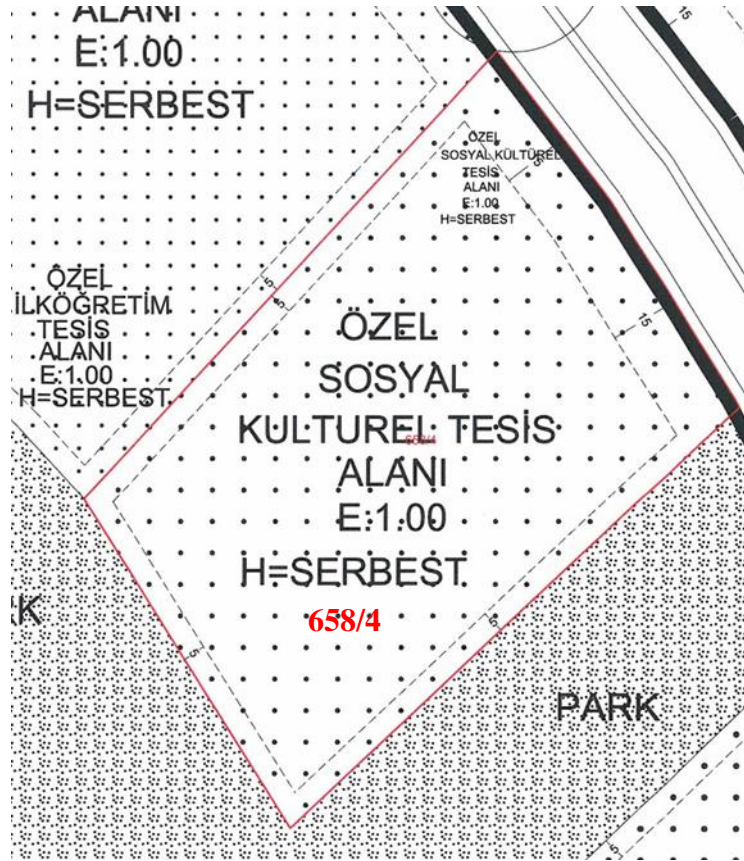 ALANI
E:1.00
H=SERBEST
15
ÖZEL
SOSYAL KÜLTÜREL
TESİS
ALANI
E:1.00
H=SERBEST
15
5
5
ÖZEL
İLKÖĞRETİM
TESİS
ALANI
E:1.00
H=SERBEST
15
ÖZEL
SOSYAL
KULTUREL TESİS
658/4
ALANI
E:1.00
H=SERBEST
K
658/4
5
5
PARK
5